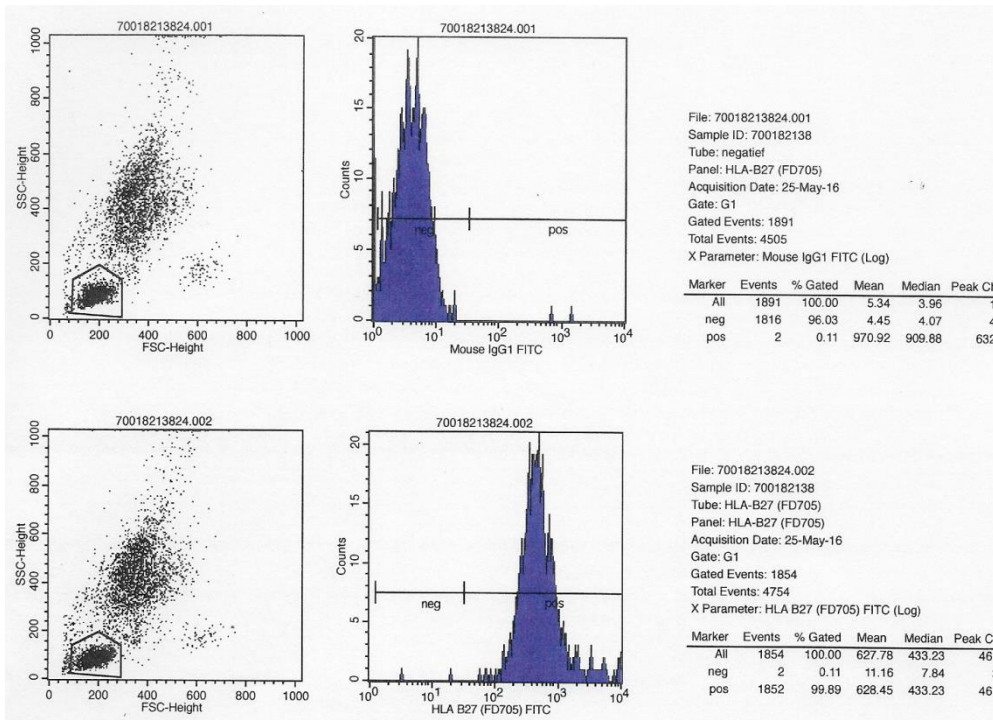 70018213824.001
1000
800
600
400
200
0
SSC-Height
0 200 400 600 800 1000
FSC-Height
70018213824.001
20
15
10
5
0
Counts
neg pos
10^0 10^1 10^2 10^3 10^4
Mouse IgG1 FITC
File: 70018213824.001
Sample ID: 700182138
Tube: negatief
Panel: HLA-B27 (FD705)
Acquisition Date: 25-May-16
Gate: G1
Gated Events: 1891
Total Events: 4505
X Parameter: Mouse IgG1 FITC (Log)
Marker Events % Gated Mean Median Peak
All 1891 100.00 5.34 3.96
neg 1816 96.03 4.45 4.07
pos 2 0.11 970.92 909.88
70018213824.002
1000
800
600
400
200
0
SSC-Height
0 200 400 600 800 1000
FSC-Height
70018213824.002
20
15
10
5
0
Counts
neg pos
10^0 10^1 10^2 10^3 10^4
HLA B27 (FD705) FITC
File: 70018213824.002
Sample ID: 700182138
Tube: HLA-B27 (FD705)
Panel: HLA-B27 (FD705)
Acquisition Date: 25-May-16
Gate: G1
Gated Events: 1854
Total Events: 4754
X Parameter: HLA B27 (FD705) FITC (Log)
Marker Events % Gated Mean Median Peak
All 1854 100.00 627.78 433.23
neg 2 0.11 11.16 7.84
pos 1852 99.89 628.45 433.23